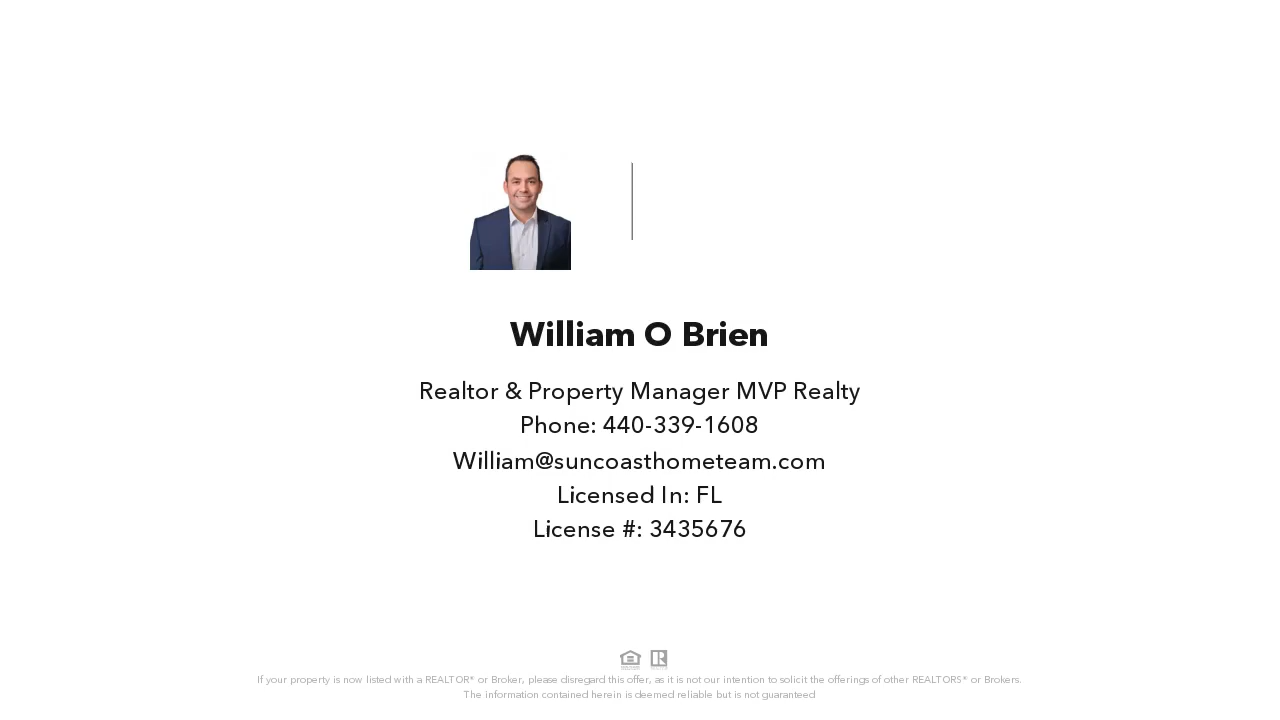 William O Brien
Realtor & Property Manager MVP Realty
Phone: 440-339-1608
William@suncoasthometeam.com
Licensed In: FL
License #: 3435676
If your property is now listed with a REALTOR® or Broker, please disregard this offer, as it is not our intention to solicit the offerings of other REALTORS® or Brokers.
The information contained herein is deemed reliable but is not guaranteed